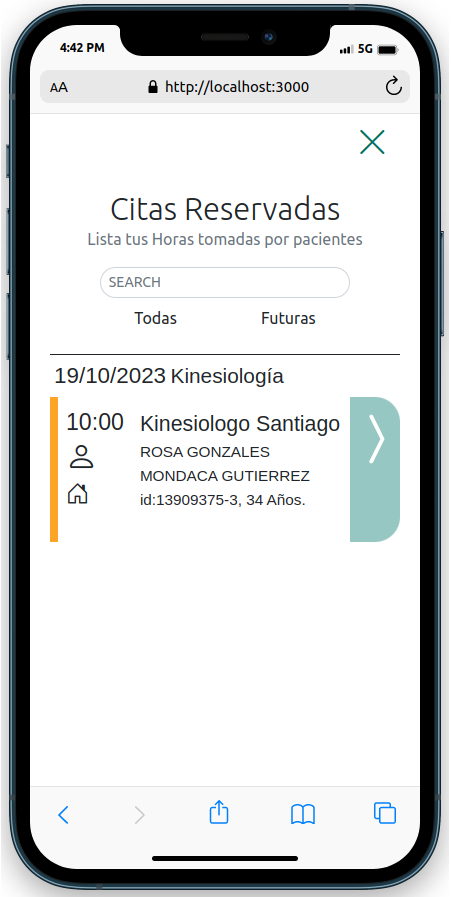 4:42 PM
5G
AA
http://localhost:3000
Citas Reservadas
Lista tus Horas tomadas por pacientes
SEARCH
Todas
Futuras
19/10/2023 Kinesiología
10:00
Kinesiologo Santiago
ROSA GONZALES
MONDACA GUTIERREZ
id:13909375-3, 34 Años.